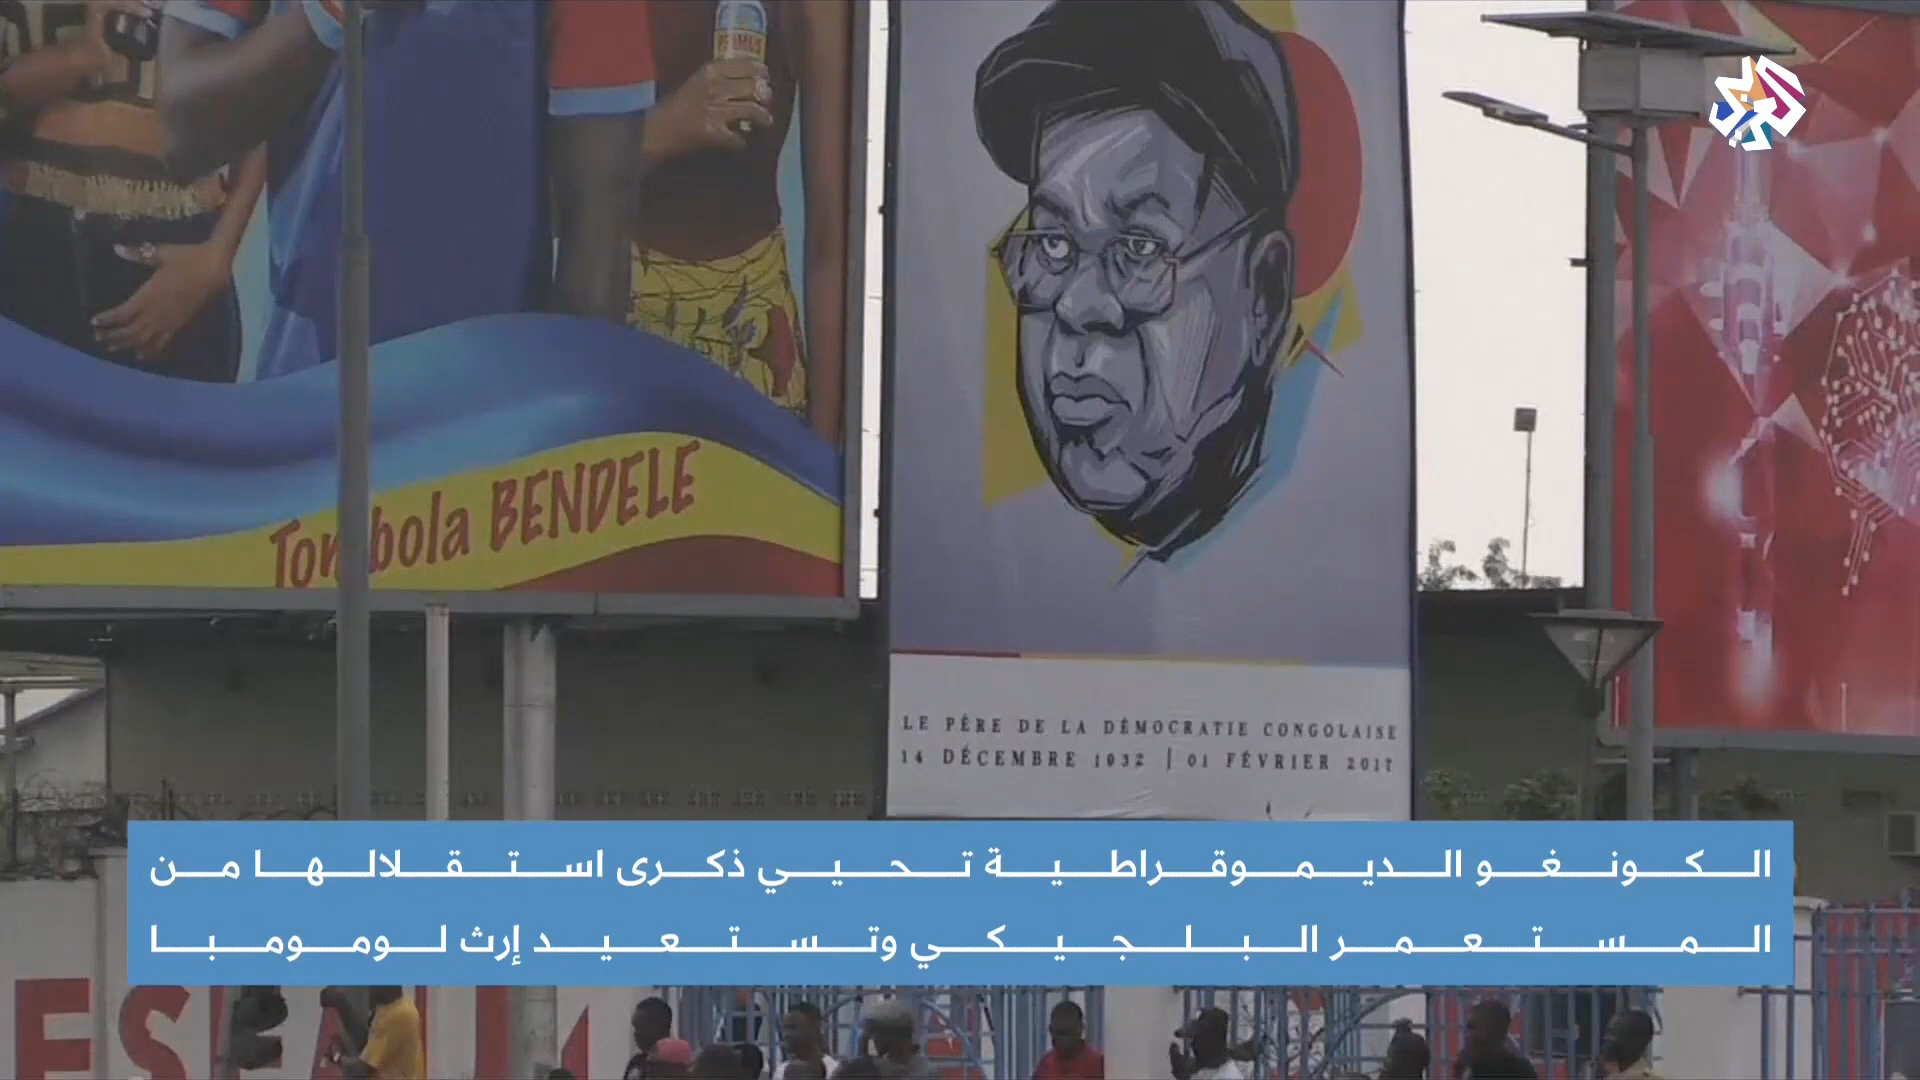 PRIMUS
Tombola BENDELE
LE PÈRE DE LA DÉMOCRATIE CONGOLAISE
14 DÉCEMBRE 1932 | 01 FÉVRIER 2017
الكونغو الديموقراطية تحيي ذكرى استقلالها من
المستعمر البلجيكي وتستعيد إرث لومومبا